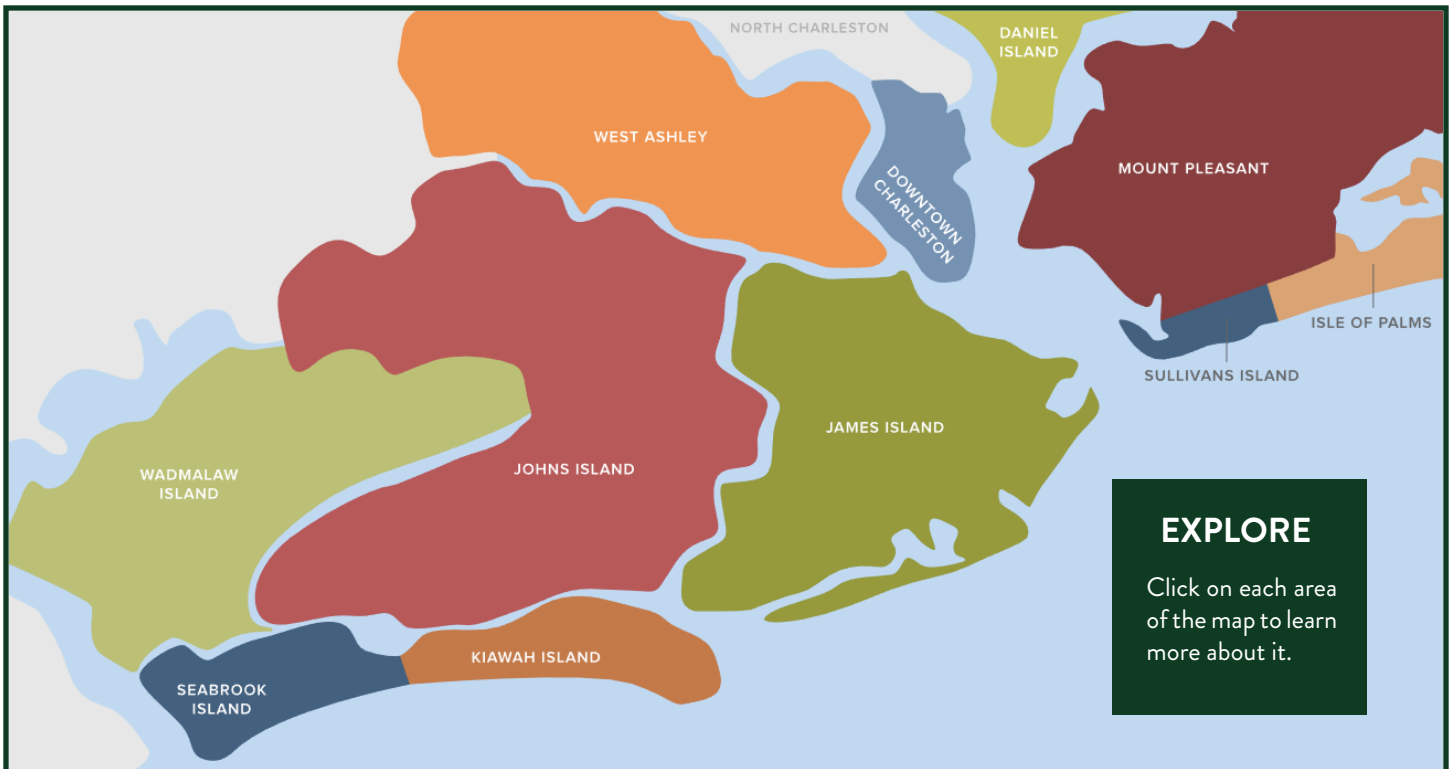 NORTH CHARLESTON
DANIEL
ISLAND
WEST ASHLEY
MOUNT PLEASANT
DOWNTOWN
CHARLESTON
ISLE OF PALMS
SULLIVANS ISLAND
JAMES ISLAND
JOHNS ISLAND
WADMALAW
ISLAND
EXPLORE
Click on each area
of the map to learn
more about it.
KIAWAH ISLAND
SEABROOK
ISLAND